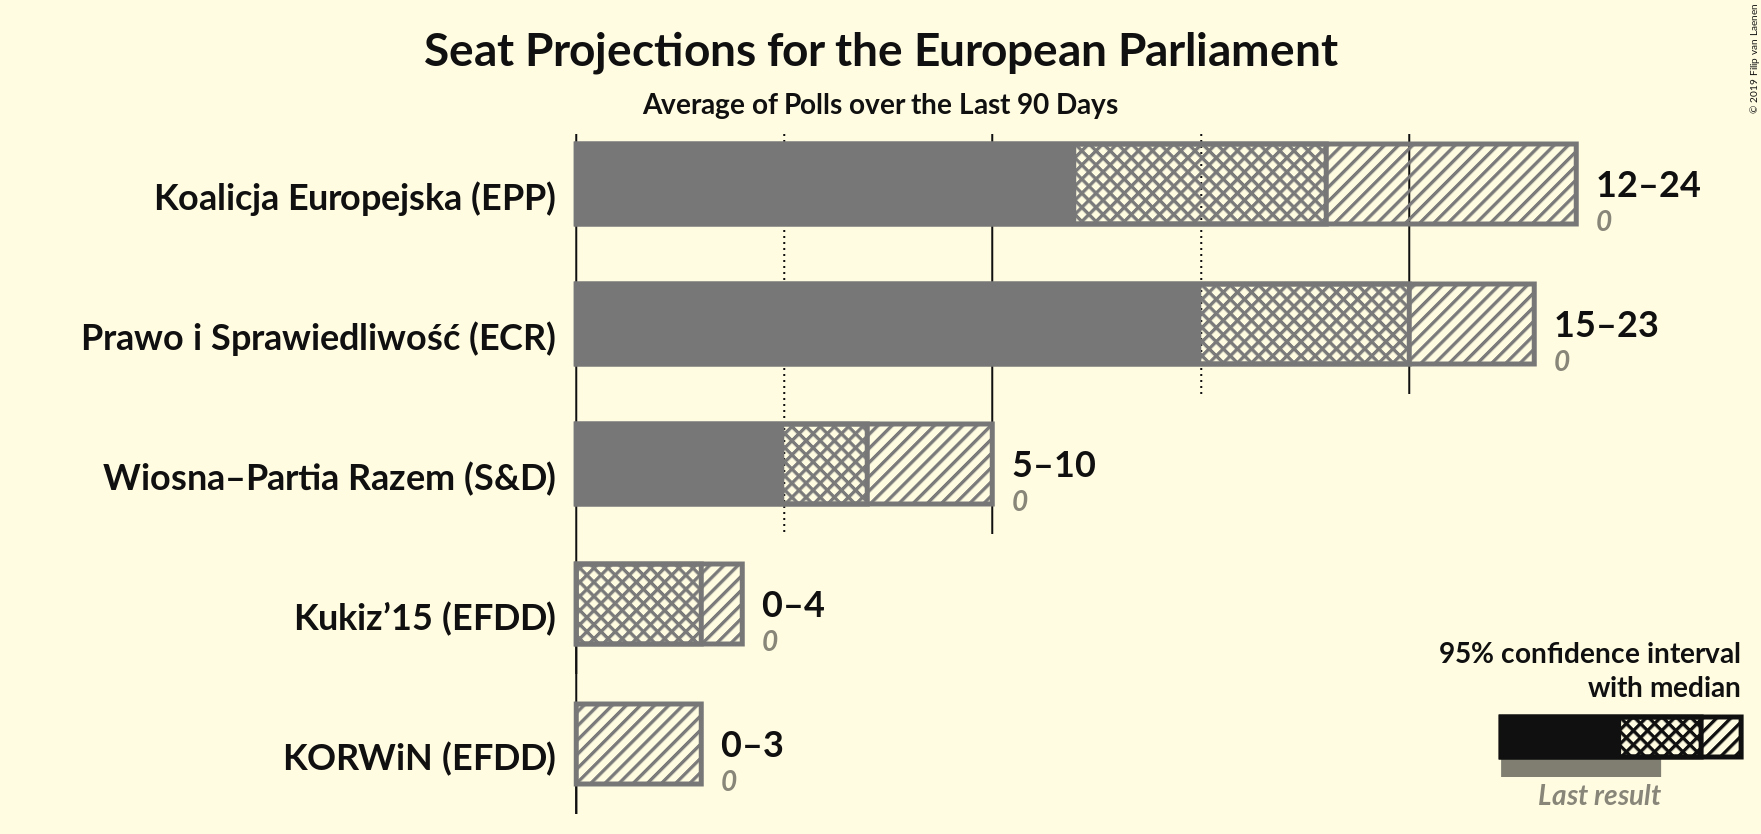 Seat Projections for the European Parliament
Average of Polls over the Last 90 Days
© 2019 Filip van Laenen
Koalicja Europejska (EPP)
12–24
0
Prawo i Sprawiedliwość (ECR)
15–23
0
Wiosna–Partia Razem (S&D)
5–10
0
Kukiz’15 (EFDD)
0–4
0
KORWiN (EFDD)
0–3
0
95% confidence interval
with median
Last result